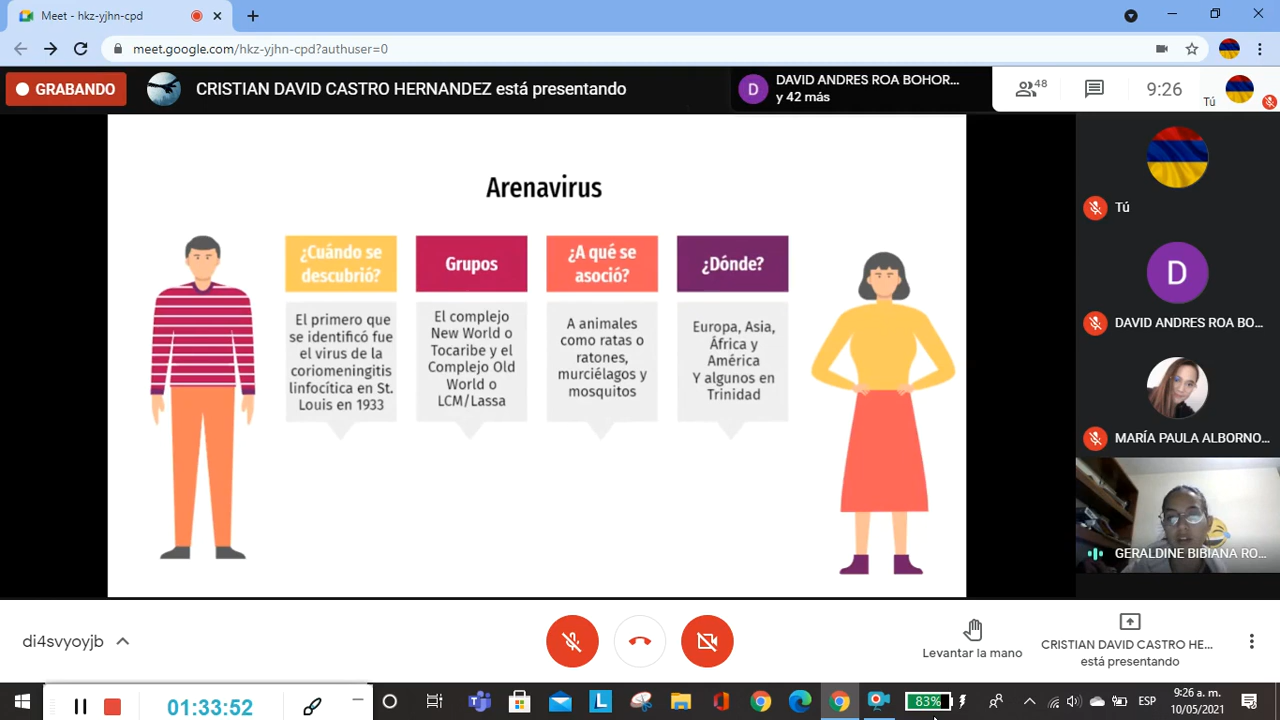 Meet - hkz-yjhn-cpd
meet.google.com/hkz-yjhn-cpd?authuser=0
GRABANDO
CRISTIAN DAVID CASTRO HERNANDEZ está presentando
D
DAVID ANDRES ROA BOHOR...
y 42 más
48
9:26
Tú
Arenavirus
¿Cuándo se
descubrió?
El primero que
se identificó fue
el virus de la
coriomeningitis
linfocítica en St.
Louis en 1933
Grupos
El complejo
New World o
Tocaribe y el
Complejo Old
World o
LCM/Lassa
¿A qué se
asoció?
A animales
como ratas o
ratones,
murciélagos y
mosquitos
¿Dónde?
Europa, Asia,
África y
América
Y algunos en
Trinidad
Tú
D
DAVID ANDRES ROA BO...
MARÍA PAULA ALBORNO...
GERALDINE BIBIANA RO...
di4svyoyjb
Levantar la mano
CRISTIAN DAVID CASTRO HE...
está presentando
01:33:52
L
83%
ESP
9:26 a. m.
10/05/2021